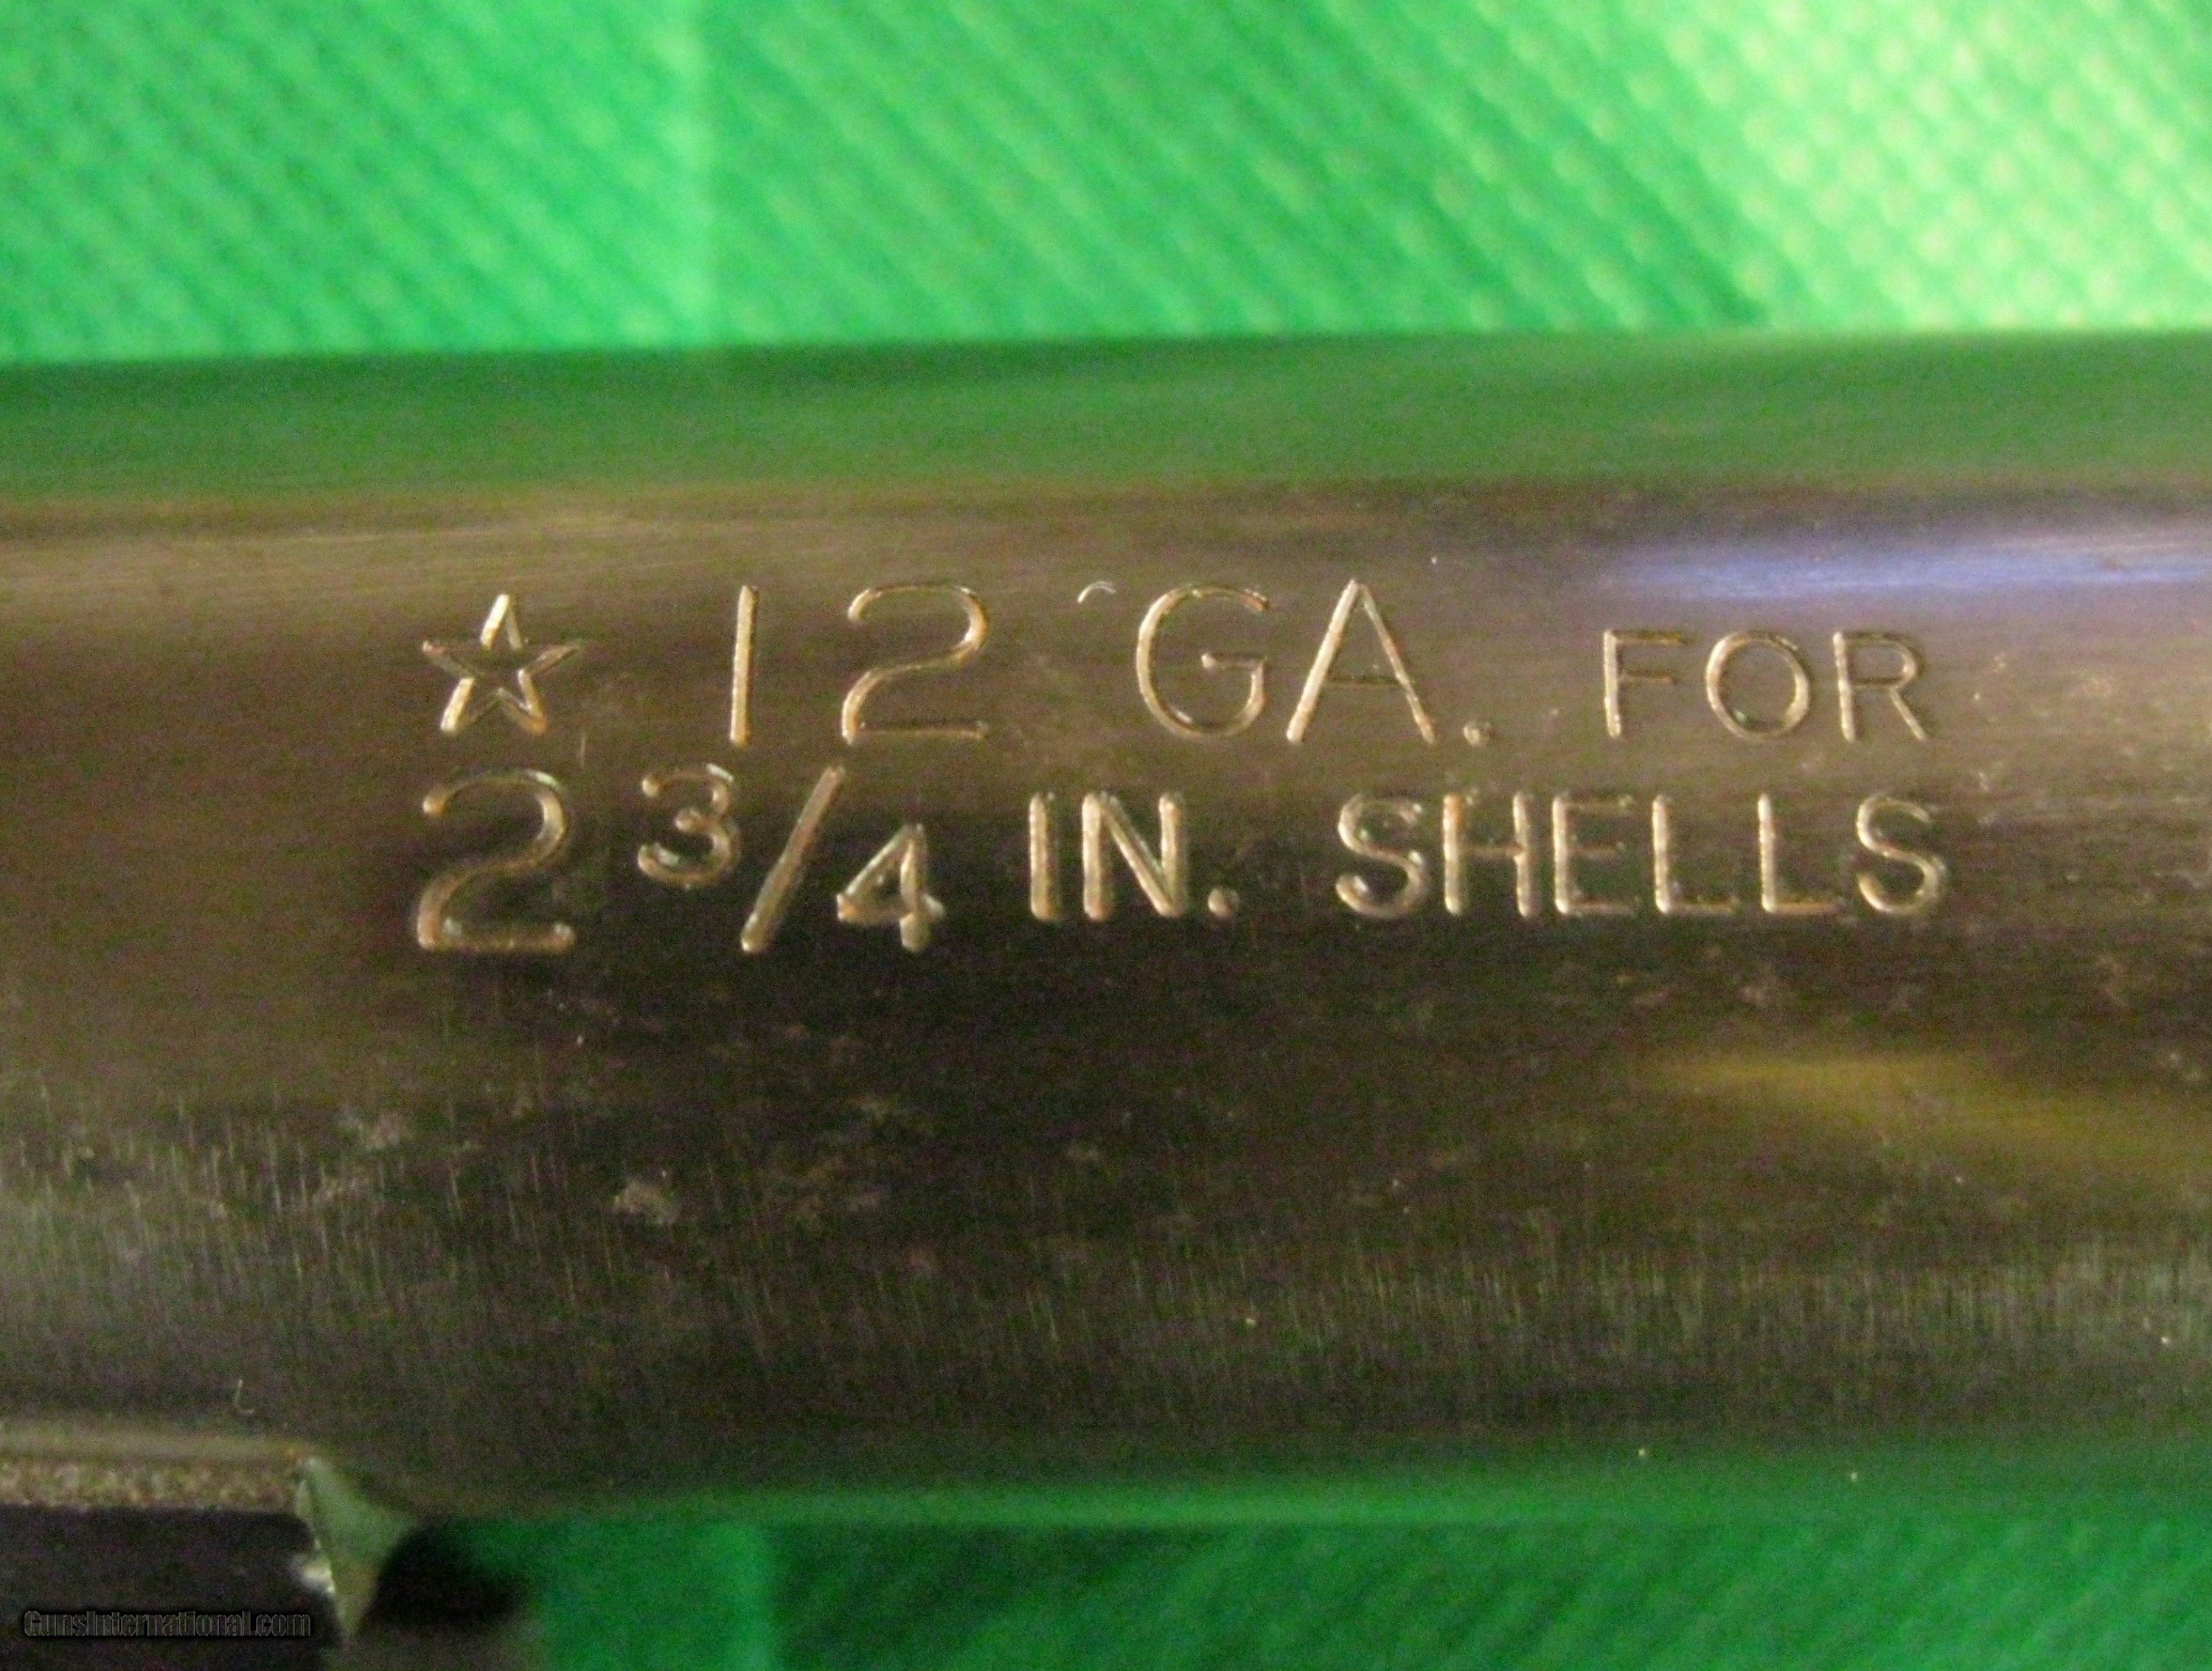 ☆ 12 GA. FOR
2 3/4 IN. SHELLS
GunsInternational.com